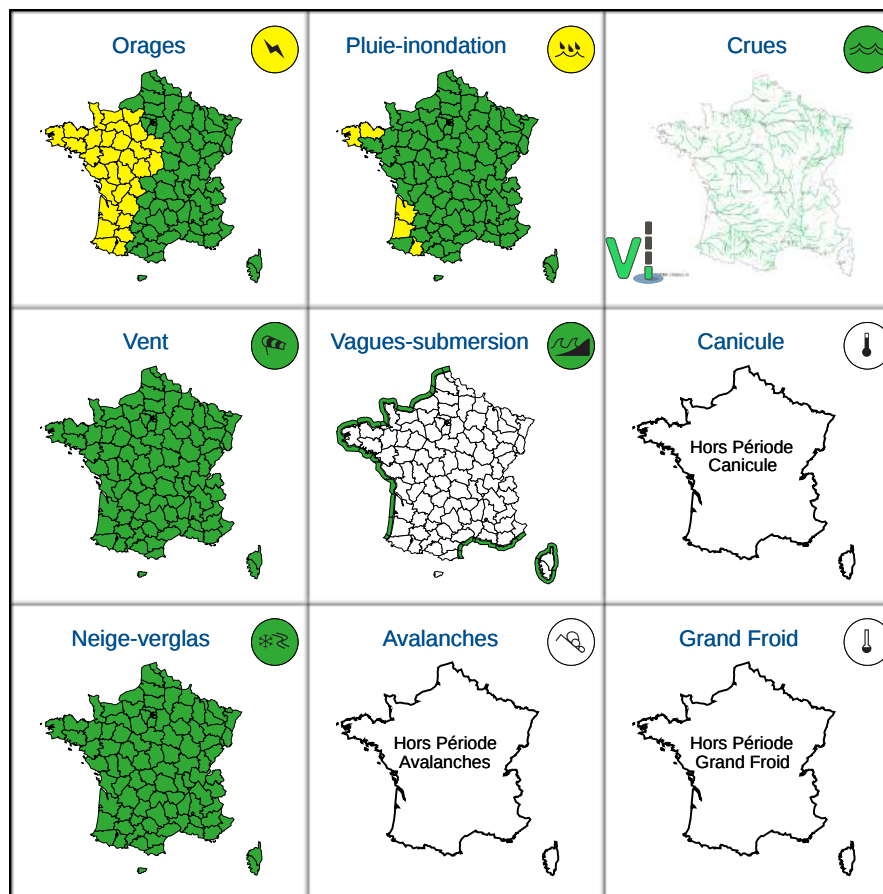 Orages
Pluie-inondation
Crues
Vi
Vent
Vagues-submersion
Canicule
Hors Période
Canicule
Neige-verglas
Avalanches
Grand Froid
Hors Période
Avalanches
Hors Période
Grand Froid